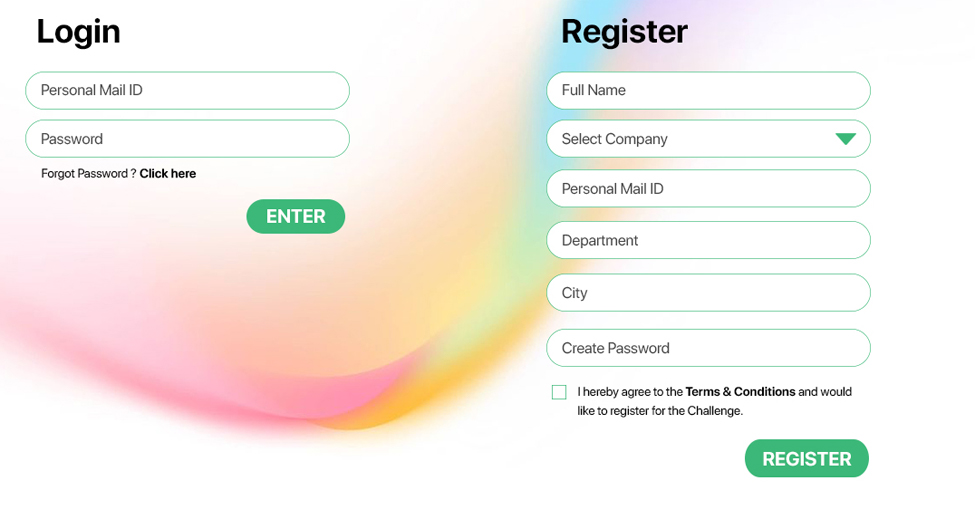 Login
Personal Mail ID
Password
Forgot Password ? Click here
ENTER
Register
Full Name
Select Company
Personal Mail ID
Department
City
Create Password
I hereby agree to the Terms & Conditions and would
like to register for the Challenge.
REGISTER